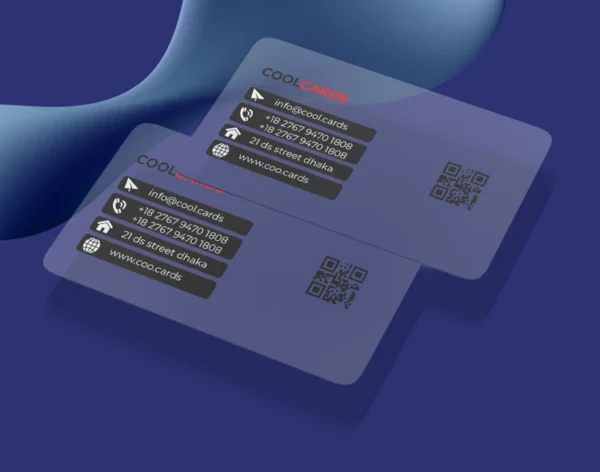 COOLCARDS
info@cool.cards
+18 2767 9470 1808
+18 2767 9470 1808
21 ds street dhaka
www.coo.cards
COOLCARDS
info@cool.cards
+18 2767 9470 1808
+18 2767 9470 1808
21 ds street dhaka
www.coo.cards